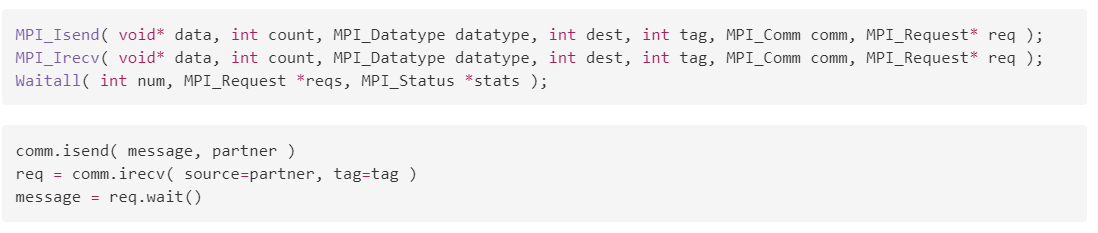 MPI_Isend( void* data, int count, MPI_Datatype datatype, int dest, int tag, MPI_Comm comm, MPI_Request* req );
MPI_Irecv( void* data, int count, MPI_Datatype datatype, int dest, int tag, MPI_Comm comm, MPI_Request* req );
Waitall( int num, MPI_Request *reqs, MPI_Status *stats );
comm.isend( message, partner )
req = comm.irecv( source=partner, tag=tag )
message = req.wait()